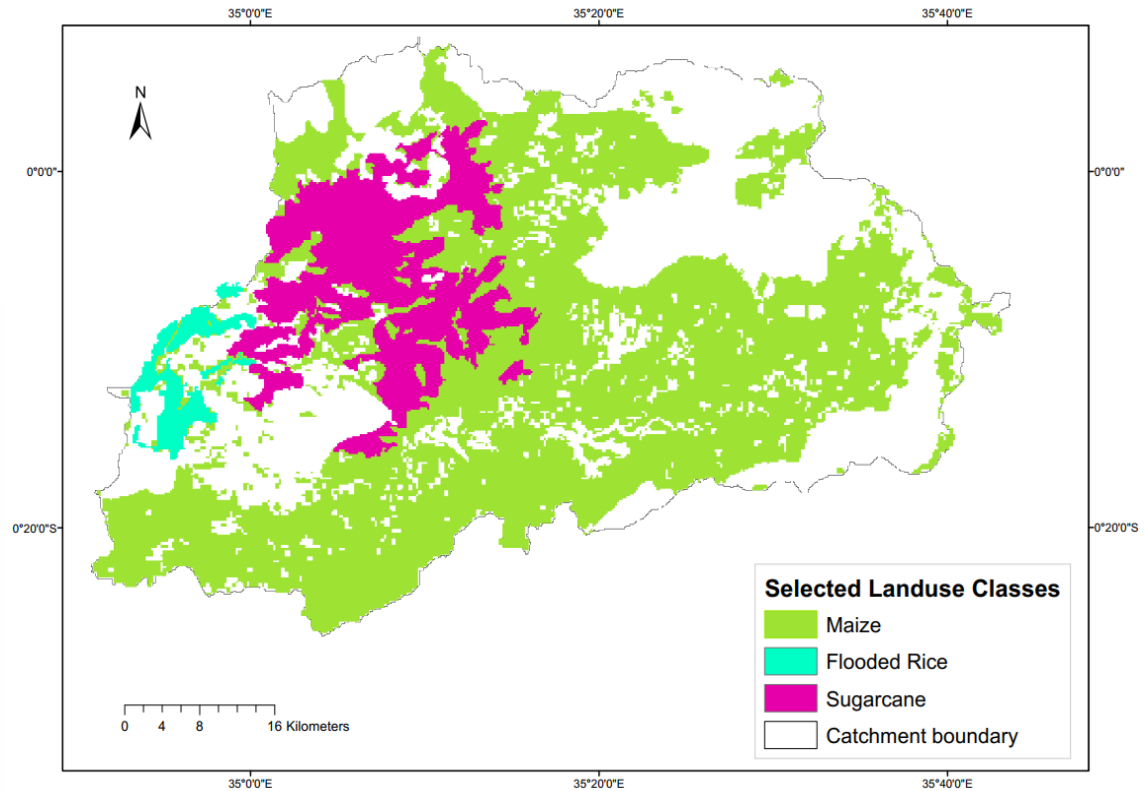 35°0'0"E 35°20'0"E 35°40'0"E
N
0°0'0" 0°0'0"
0°20'0"S 0°20'0"S
Selected Landuse Classes
Maize
Flooded Rice
Sugarcane
Catchment boundary
0 4 8 16 Kilometers
35°0'0"E 35°20'0"E 35°40'0"E